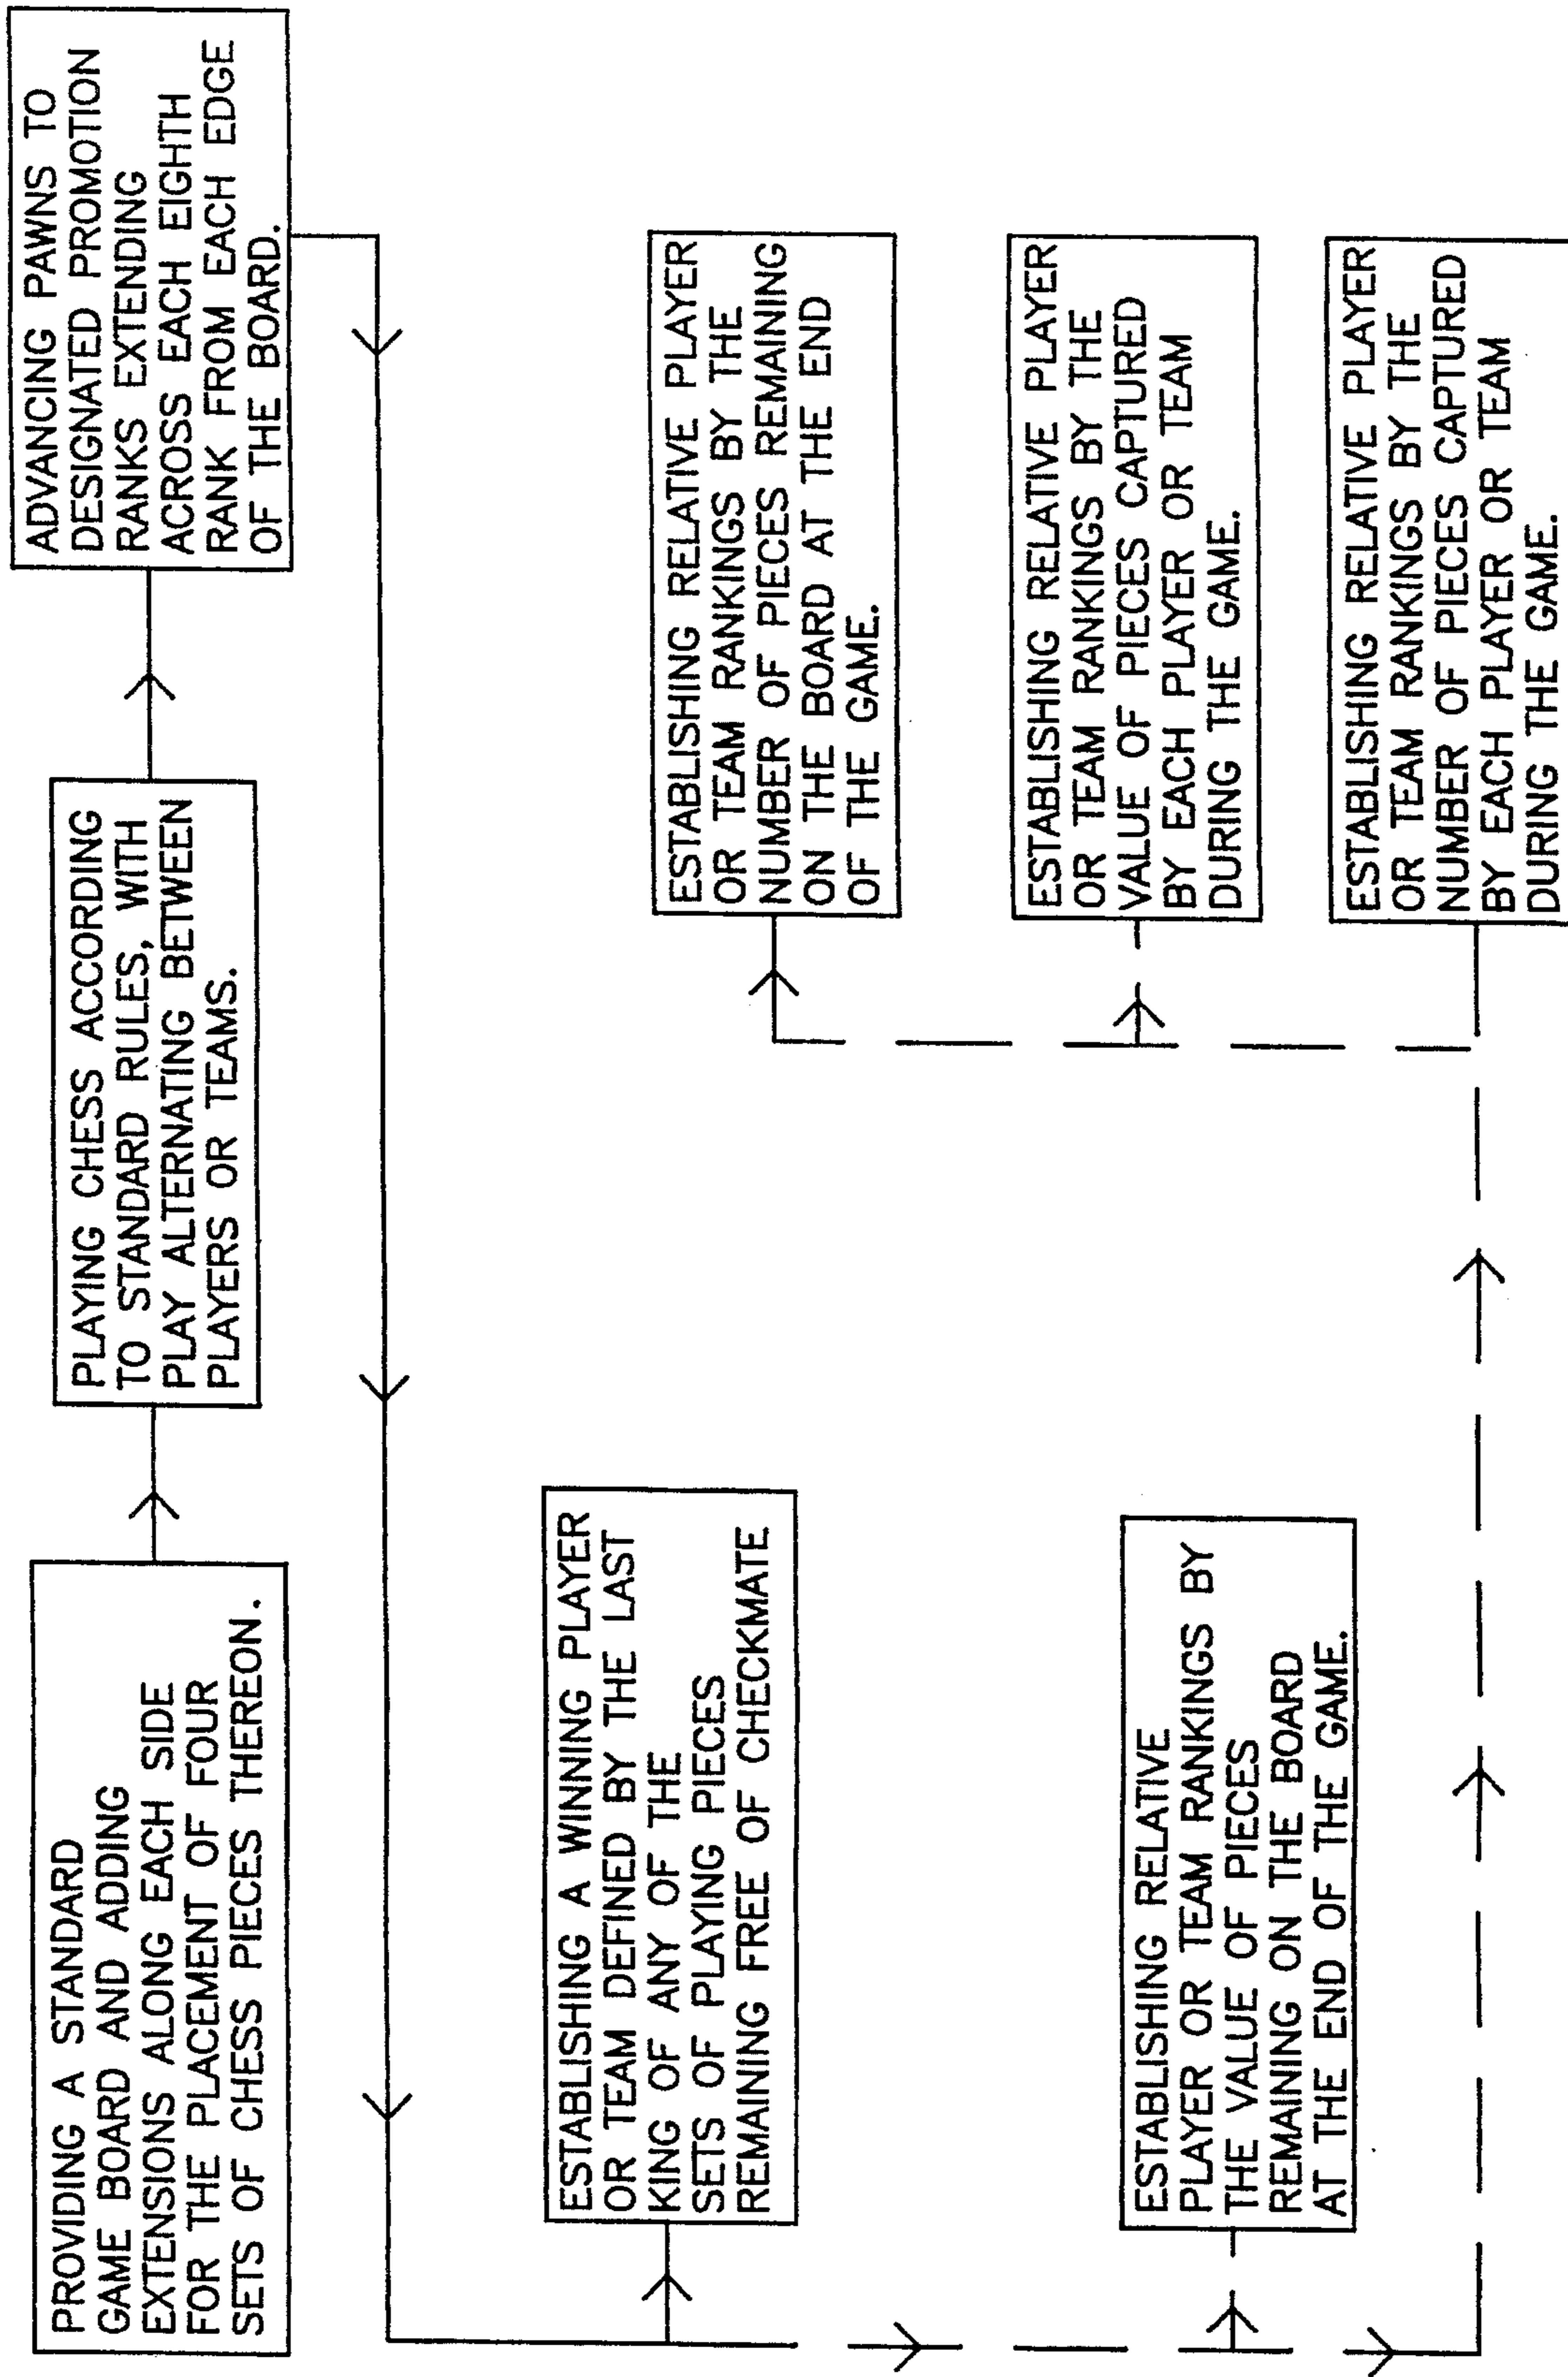 PROVIDING A STANDARD
GAME BOARD AND ADDING
EXTENSIONS ALONG EACH SIDE
FOR THE PLACEMENT OF FOUR
SETS OF CHESS PIECES THEREON.
PLAYING CHESS ACCORDING
TO STANDARD RULES, WITH
PLAY ALTERNATING BETWEEN
PLAYERS OR TEAMS.
ADVANCING PAWNS TO
DESIGNATED PROMOTION
RANKS EXTENDING
ACROSS EACH EIGHTH
RANK FROM EACH EDGE
OF THE BOARD.
ESTABLISHING A WINNING PLAYER
OR TEAM DEFINED BY THE LAST
KING OF ANY OF THE
SETS OF PLAYING PIECES
REMAINING FREE OF CHECKMATE
ESTABLISHING RELATIVE
PLAYER OR TEAM RANKINGS BY
THE VALUE OF PIECES
REMAINING ON THE BOARD
AT THE END OF THE GAME.
ESTABLISHING RELATIVE PLAYER
OR TEAM RANKINGS BY THE
NUMBER OF PIECES REMAINING
ON THE BOARD AT THE END
OF THE GAME.
ESTABLISHING RELATIVE PLAYER
OR TEAM RANKINGS BY THE
VALUE OF PIECES CAPTURED
BY EACH PLAYER OR TEAM
DURING THE GAME.
ESTABLISHING RELATIVE PLAYER
OR TEAM RANKINGS BY THE
NUMBER OF PIECES CAPTURED
BY EACH PLAYER OR TEAM
DURING THE GAME.